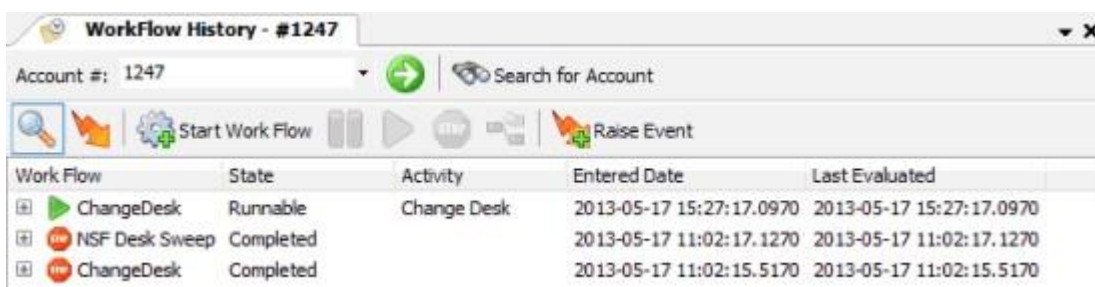 WorkFlow History - #1247
Account #: 1247 Search for Account
Start Work Flow Raise Event
Work Flow State Activity Entered Date Last Evaluated
ChangeDesk Runnable Change Desk 2013-05-17 15:27:17.0970 2013-05-17 15:27:17.0970
NSF Desk Sweep Completed 2013-05-17 11:02:17.1270 2013-05-17 11:02:17.1270
ChangeDesk Completed 2013-05-17 11:02:15.5170 2013-05-17 11:02:15.5170